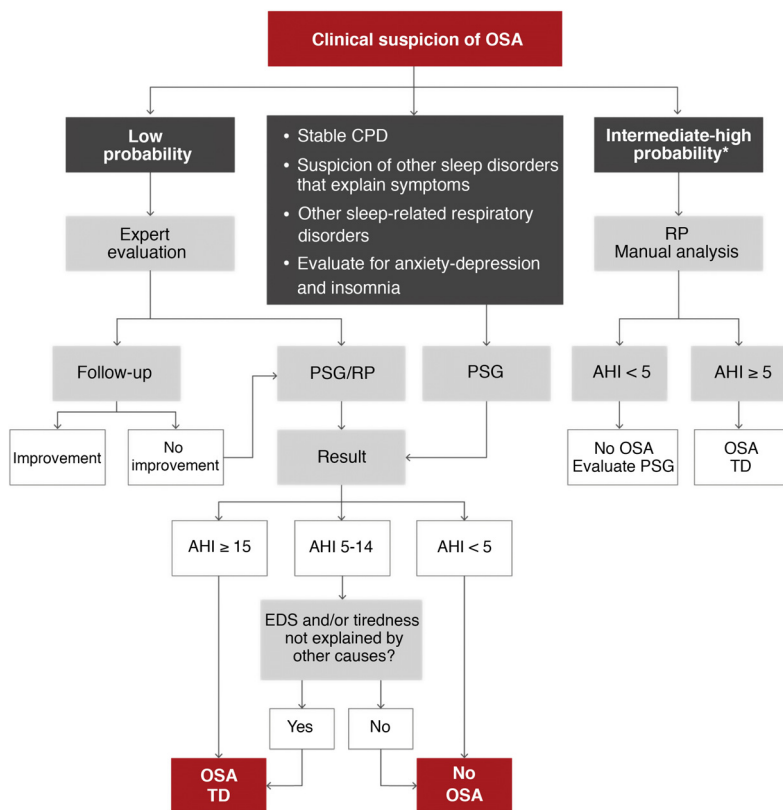 Clinical suspicion of OSA
Low
probability
• Stable CPD
• Suspicion of other sleep disorders
that explain symptoms
• Other sleep-related respiratory
disorders
• Evaluate for anxiety-depression
and insomnia
Intermediate-high
probability*
Expert
evaluation
RP
Manual analysis
Follow-up
PSG/RP
PSG
AHI < 5
AHI ≥ 5
Improvement
No
improvement
Result
No OSA
Evaluate PSG
OSA
TD
AHI ≥ 15
AHI 5-14
AHI < 5
EDS and/or tiredness
not explained by
other causes?
Yes
No
OSA
TD
No
OSA